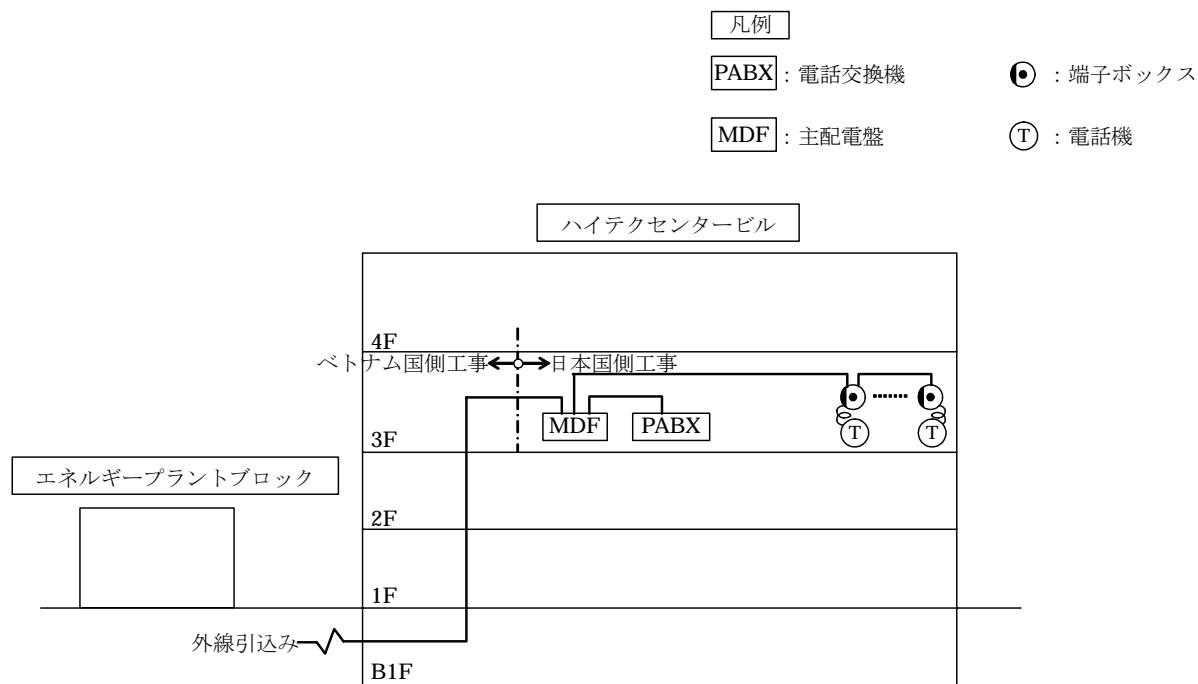 凡例
PABX：電話交換機
：端子ボックス
MDF：主配電盤
T：電話機
ハイテクセンタービル
4F
ベトナム国側工事
日本国側工事
MDF
PABX
T
T
3F
エネルギープラントブロック
2F
1F
外線引込み
B1F